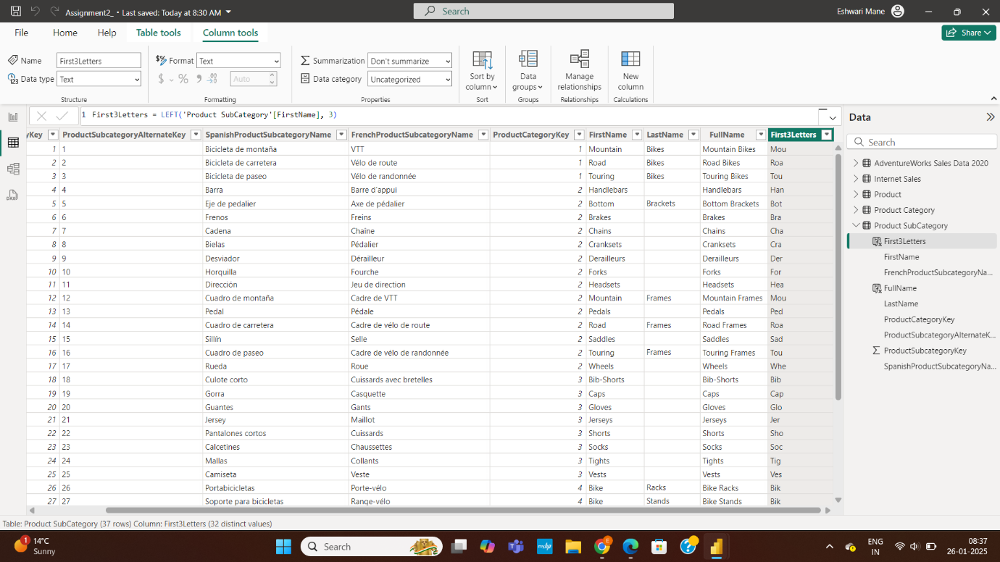 Assignment2_ • Last saved: Today at 8:30 AM
Search
Eshwari Mane
File Home Help Table tools Column tools
Share
Name First3Letters
Format Text
Summarization Don't summarize
Data type Text
$ % 9 .00 Auto
Data category Uncategorized
Sort by column
Data groups
Manage relationships
New column
Structure Formatting Properties Sort Groups Relationships Calculations
1 First3Letters = LEFT('Product SubCategory'[FirstName], 3)
yKey ProductSubcategoryAlternateKey SpanishProductSubcategoryName FrenchProductSubcategoryName ProductCategoryKey FirstName LastName FullName First3Letters
1 1 Bicicleta de montaña VTT 1 Mountain Bikes Mountain Bikes Mou
2 2 Bicicleta de carretera Vélo de route 1 Road Bikes Road Bikes Roa
3 3 Bicicleta de paseo Vélo de randonnée 1 Touring Bikes Touring Bikes Tou
4 4 Barra Barre d'appui 2 Handlebars Handlebars Han
5 5 Eje de pedalier Axe de pédalier 2 Bottom Brackets Bottom Brackets Bot
6 6 Frenos Freins 2 Brakes Brakes Bra
7 7 Cadena Chaîne 2 Chains Chains Cha
8 8 Bielas Pédalier 2 Cranksets Cranksets Cra
9 9 Desviador Dérailleur 2 Derailleurs Derailleurs Der
10 10 Horquilla Fourche 2 Forks Forks For
11 11 Dirección Jeu de direction 2 Headsets Headsets Hea
12 12 Cuadro de montaña Cadre de VTT 2 Mountain Frames Mountain Frames Mou
13 13 Pedal Pédale 2 Pedals Pedals Ped
14 14 Cuadro de carretera Cadre de vélo de route 2 Road Frames Road Frames Roa
15 15 Sillín Selle 2 Saddles Saddles Sad
16 16 Cuadro de paseo Cadre de vélo de randonnée 2 Touring Frames Touring Frames Tou
17 17 Rueda Roue 2 Wheels Wheels Whe
18 18 Culote corto Cuissards avec bretelles 3 Bib-Shorts Bib-Shorts Bib
19 19 Gorra Casquette 3 Caps Caps Cap
20 20 Guantes Gants 3 Gloves Gloves Glo
21 21 Jersey Maillot 3 Jerseys Jerseys Jer
22 22 Pantalones cortos Cuissards 3 Shorts Shorts Sho
23 23 Calcetines Chaussettes 3 Socks Socks Soc
24 24 Mallas Collants 3 Tights Tights Tig
25 25 Camiseta Veste 3 Vests Vests Ves
26 26 Portabicicletas Porte-vélo 4 Bike Racks Bike Racks Bik
27 27 Soporte para bicicletas Range-vélo 4 Bike Stands Bike Stands Bik
Data
Search
AdventureWorks Sales Data 2020
Internet Sales
Product
Product Category
Product SubCategory
First3Letters
FirstName
FrenchProductSubcategoryNa...
FullName
LastName
ProductCategoryKey
ProductSubcategoryAlternateK...
ProductSubcategoryKey
SpanishProductSubcategoryNa...
Table: Product SubCategory (37 rows) Column: First3Letters (32 distinct values)
1 14°C
Sunny
Search
myhp
ENG
IN
08:37
26-01-2025